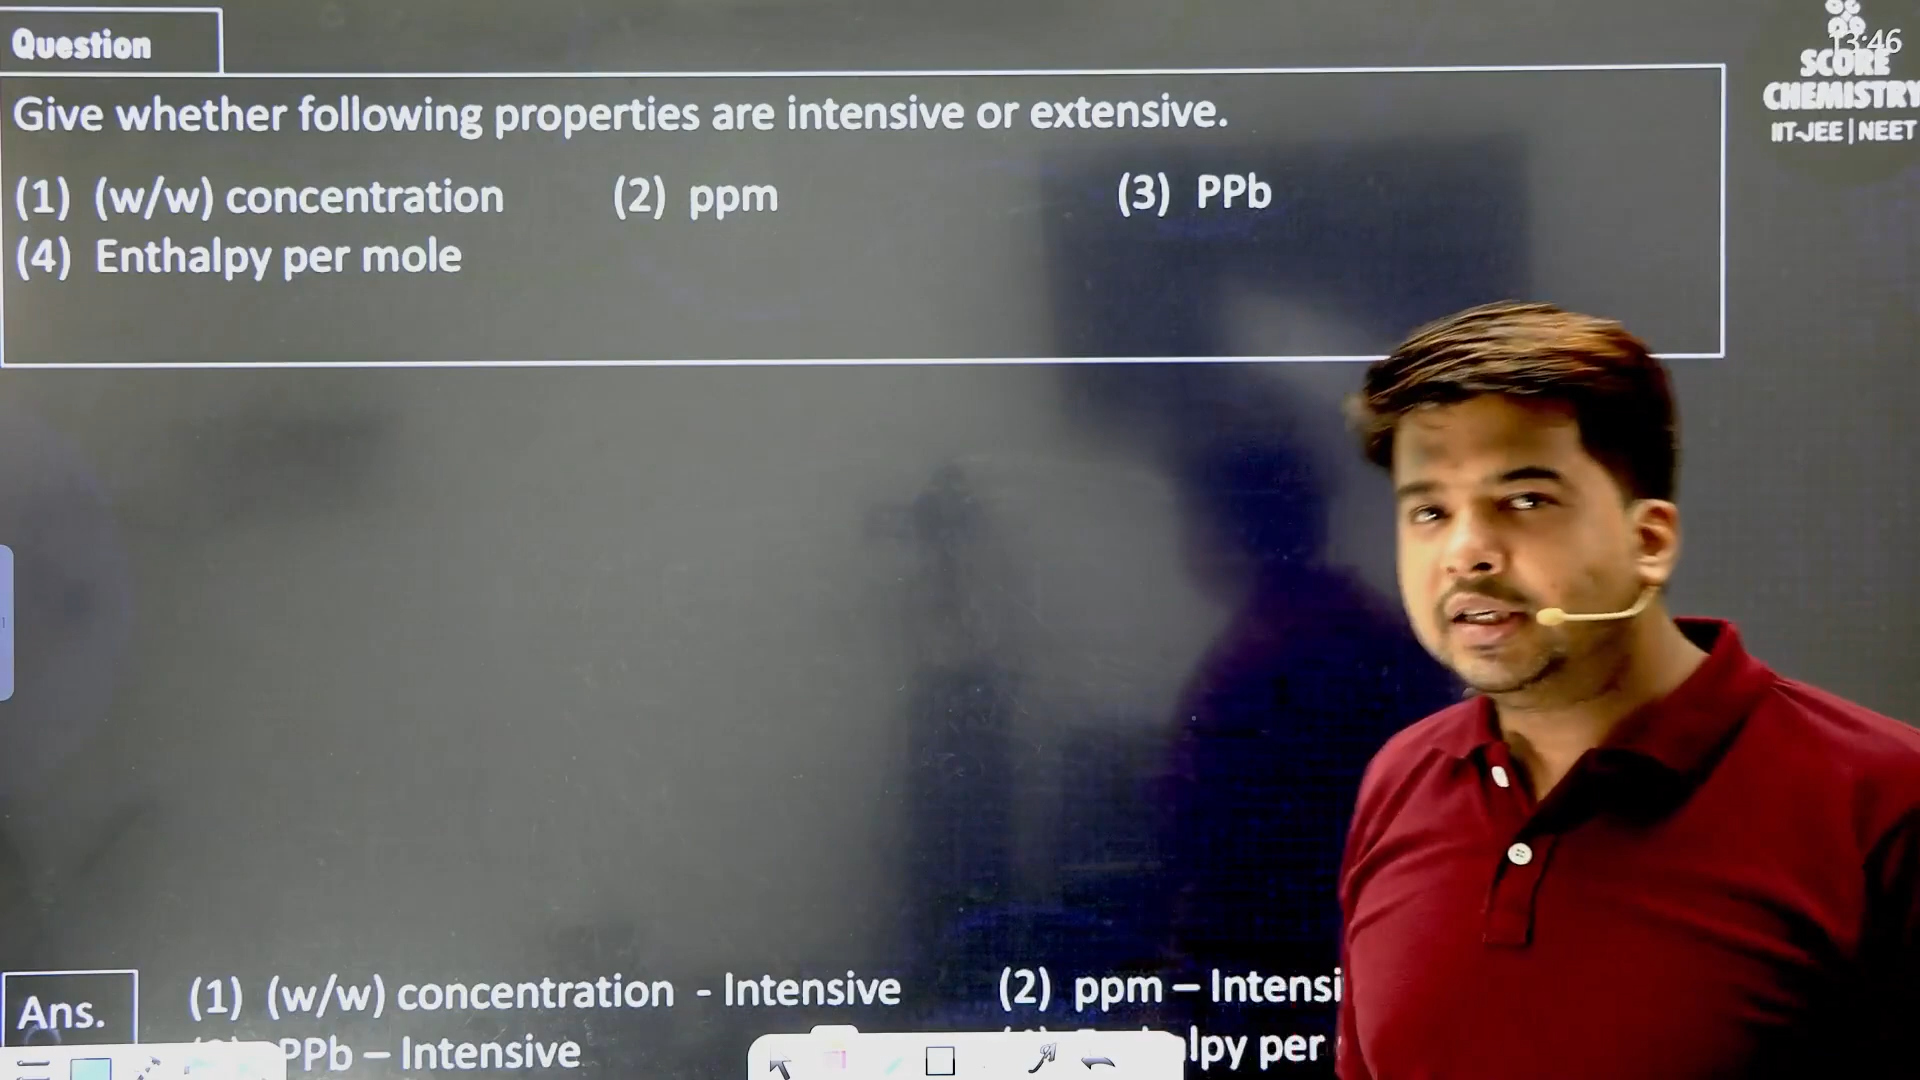 Question
13:46
SCORE
CHEMISTRY
IIT-JEE | NEET
Give whether following properties are intensive or extensive.
(1) (w/w) concentration (2) ppm (3) PPb
(4) Enthalpy per mole
Ans. (1) (w/w) concentration - Intensive (2) ppm – Intensi
PPb – Intensive lpy per